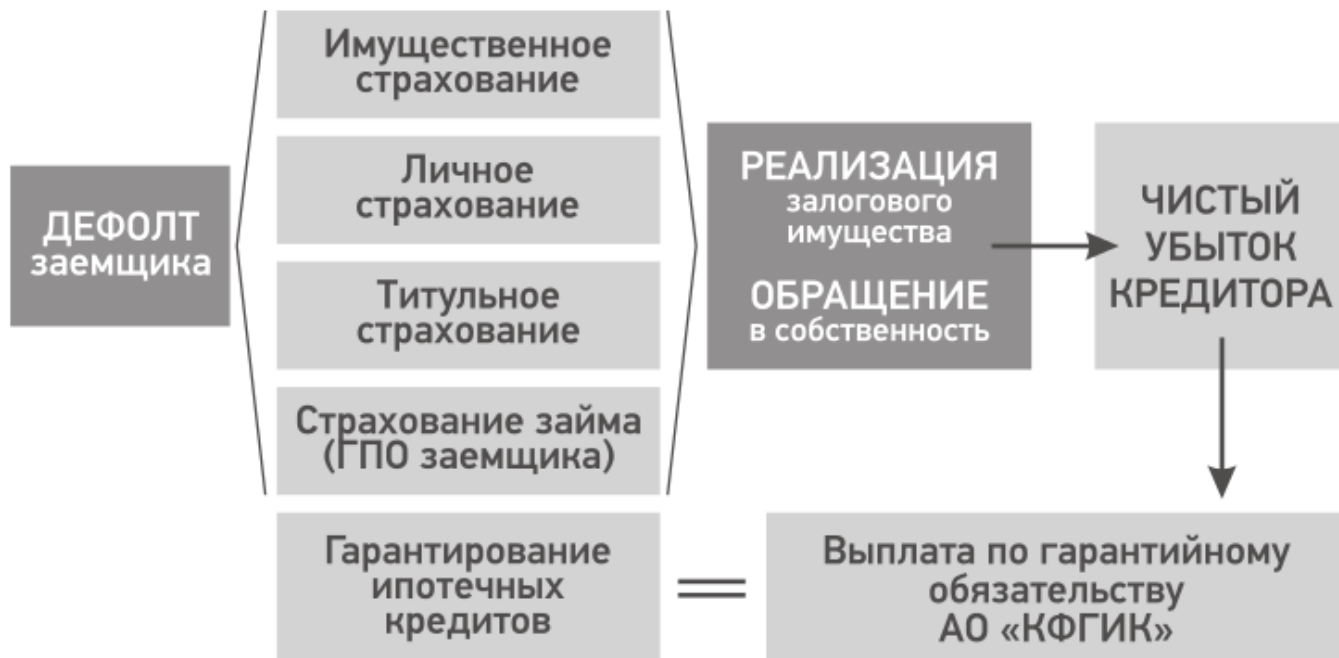 ДЕФОЛТ
заемщика
Имущественное
страхование
Личное
страхование
Титульное
страхование
Страхование займа
(ГПО заемщика)
РЕАЛИЗАЦИЯ
залогового
имущества
ОБРАЩЕНИЕ
в собственность
ЧИСТЫЙ
УБЫТОК
КРЕДИТОРА
Гарантирование
ипотечных
кредитов
Выплата по гарантийному
обязательству
АО «КФГИК»